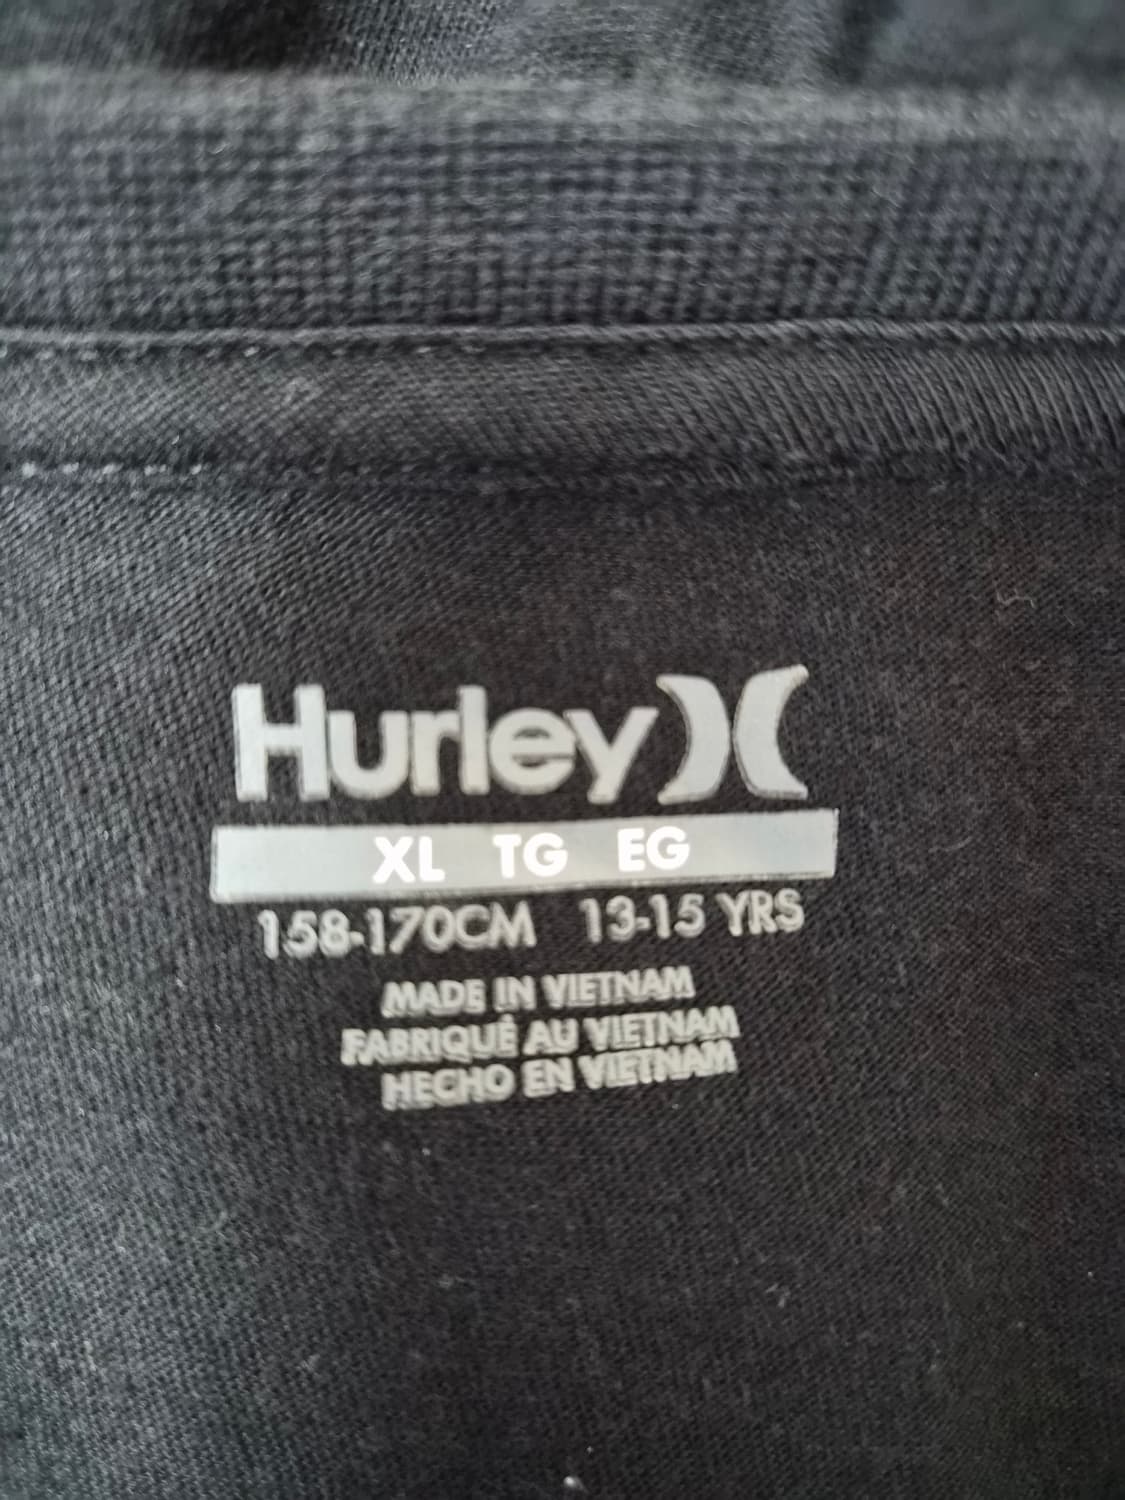 Hurley
XL TG EG
158-170CM 13-15 YRS
MADE IN VIETNAM
FABRIQUÉ AU VIETNAM
HECHO EN VIETNAM